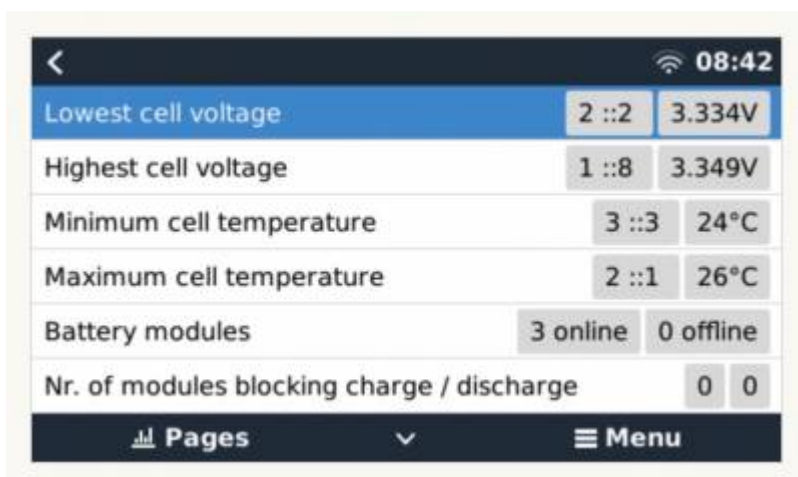 08:42
Lowest cell voltage 2 ::2 3.334V
Highest cell voltage 1 ::8 3.349V
Minimum cell temperature 3 ::3 24°C
Maximum cell temperature 2 ::1 26°C
Battery modules 3 online 0 offline
Nr. of modules blocking charge / discharge 0 0
Pages Menu